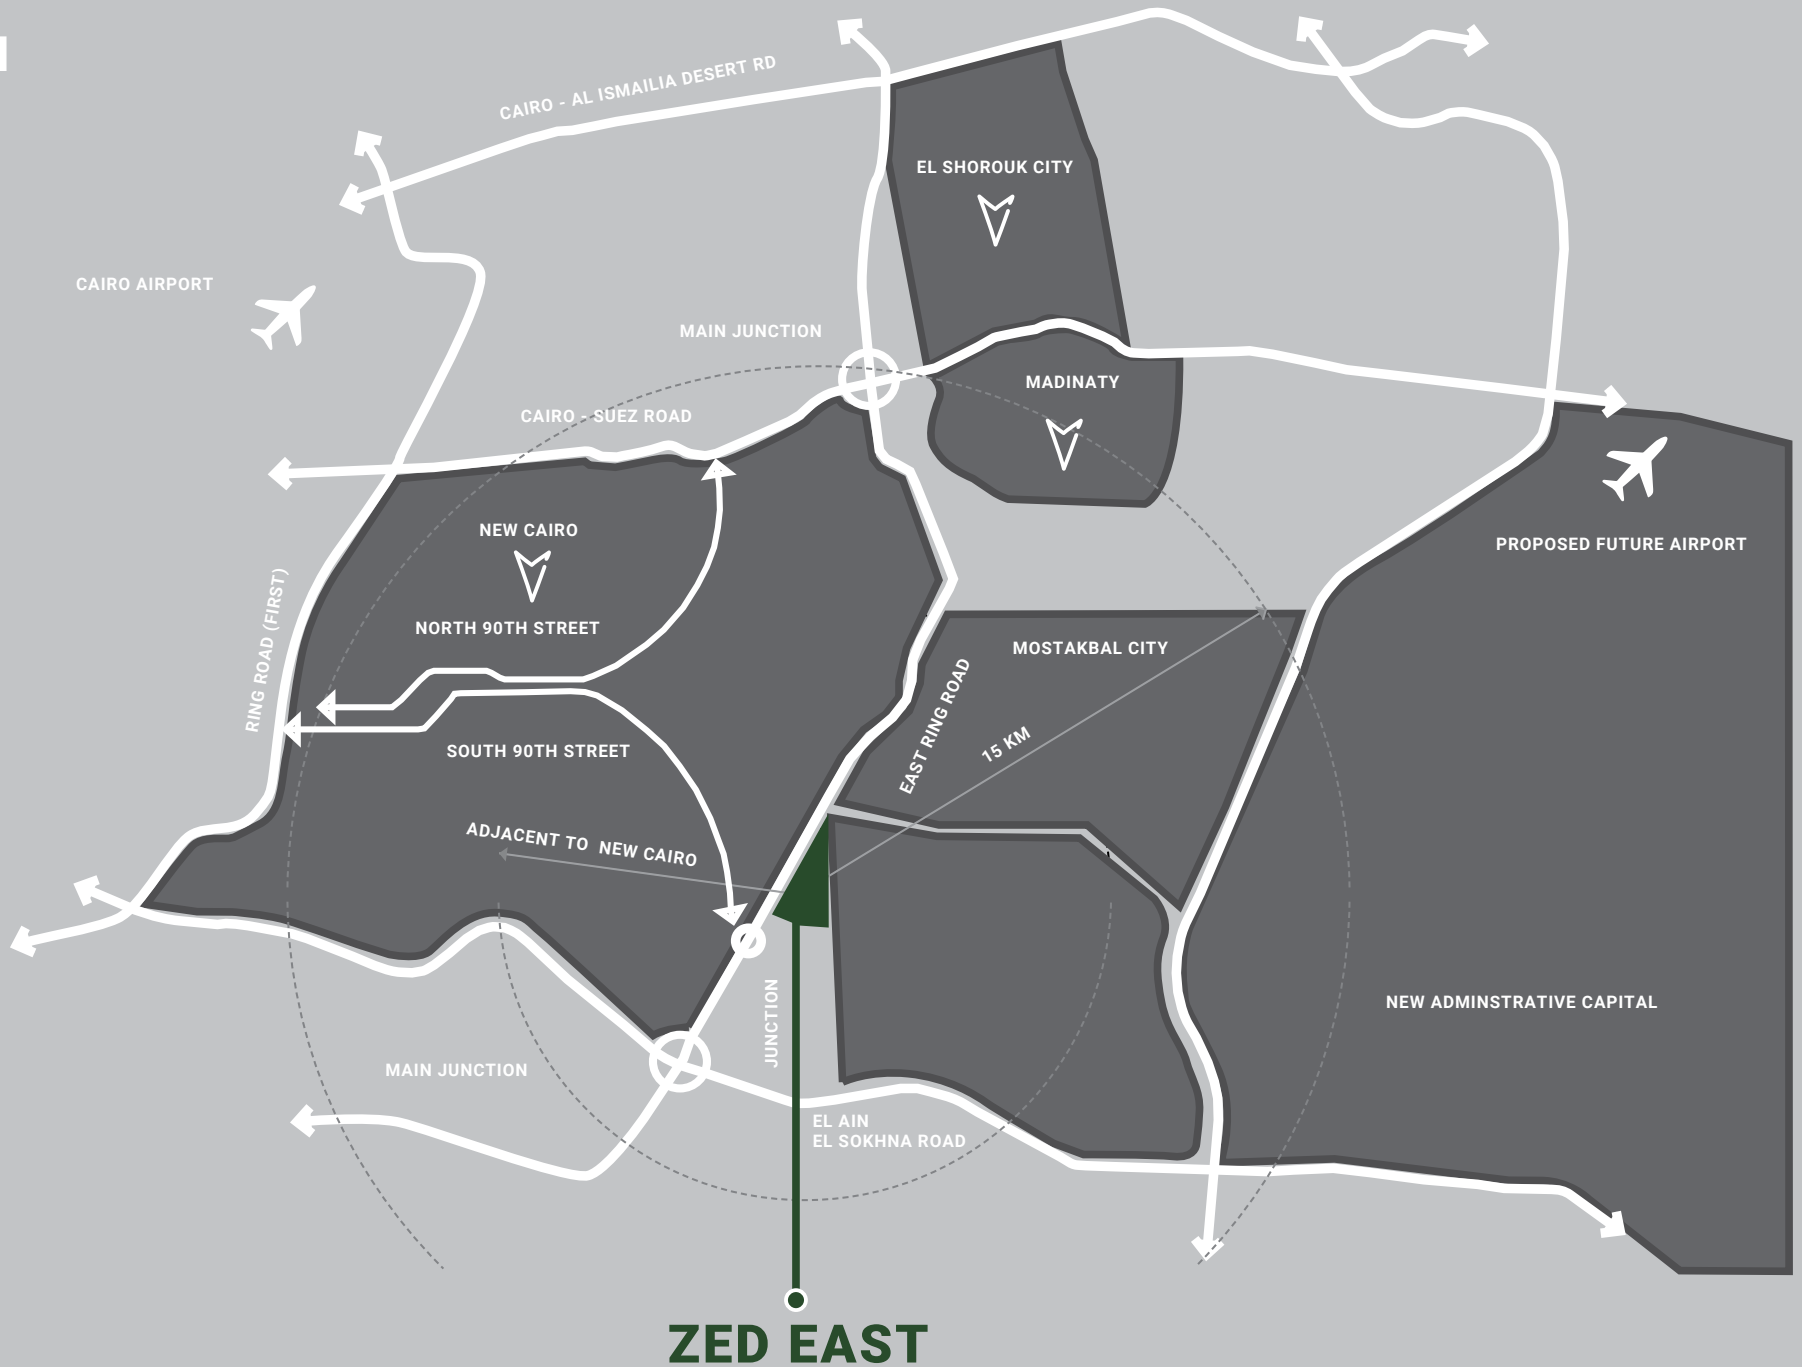 CAIRO - AL ISMAILIA DESERT RD
EL SHOROUK CITY
CAIRO AIRPORT
MAIN JUNCTION
MADINATY
CAIRO - SUEZ ROAD
NEW CAIRO
PROPOSED FUTURE AIRPORT
RING ROAD (FIRST)
NORTH 90TH STREET
MOSTAKBAL CITY
EAST RING ROAD
15 KM
SOUTH 90TH STREET
ADJACENT TO NEW CAIRO
NEW ADMINSTRATIVE CAPITAL
JUNCTION
MAIN JUNCTION
EL AIN
EL SOKHNA ROAD
ZED EAST